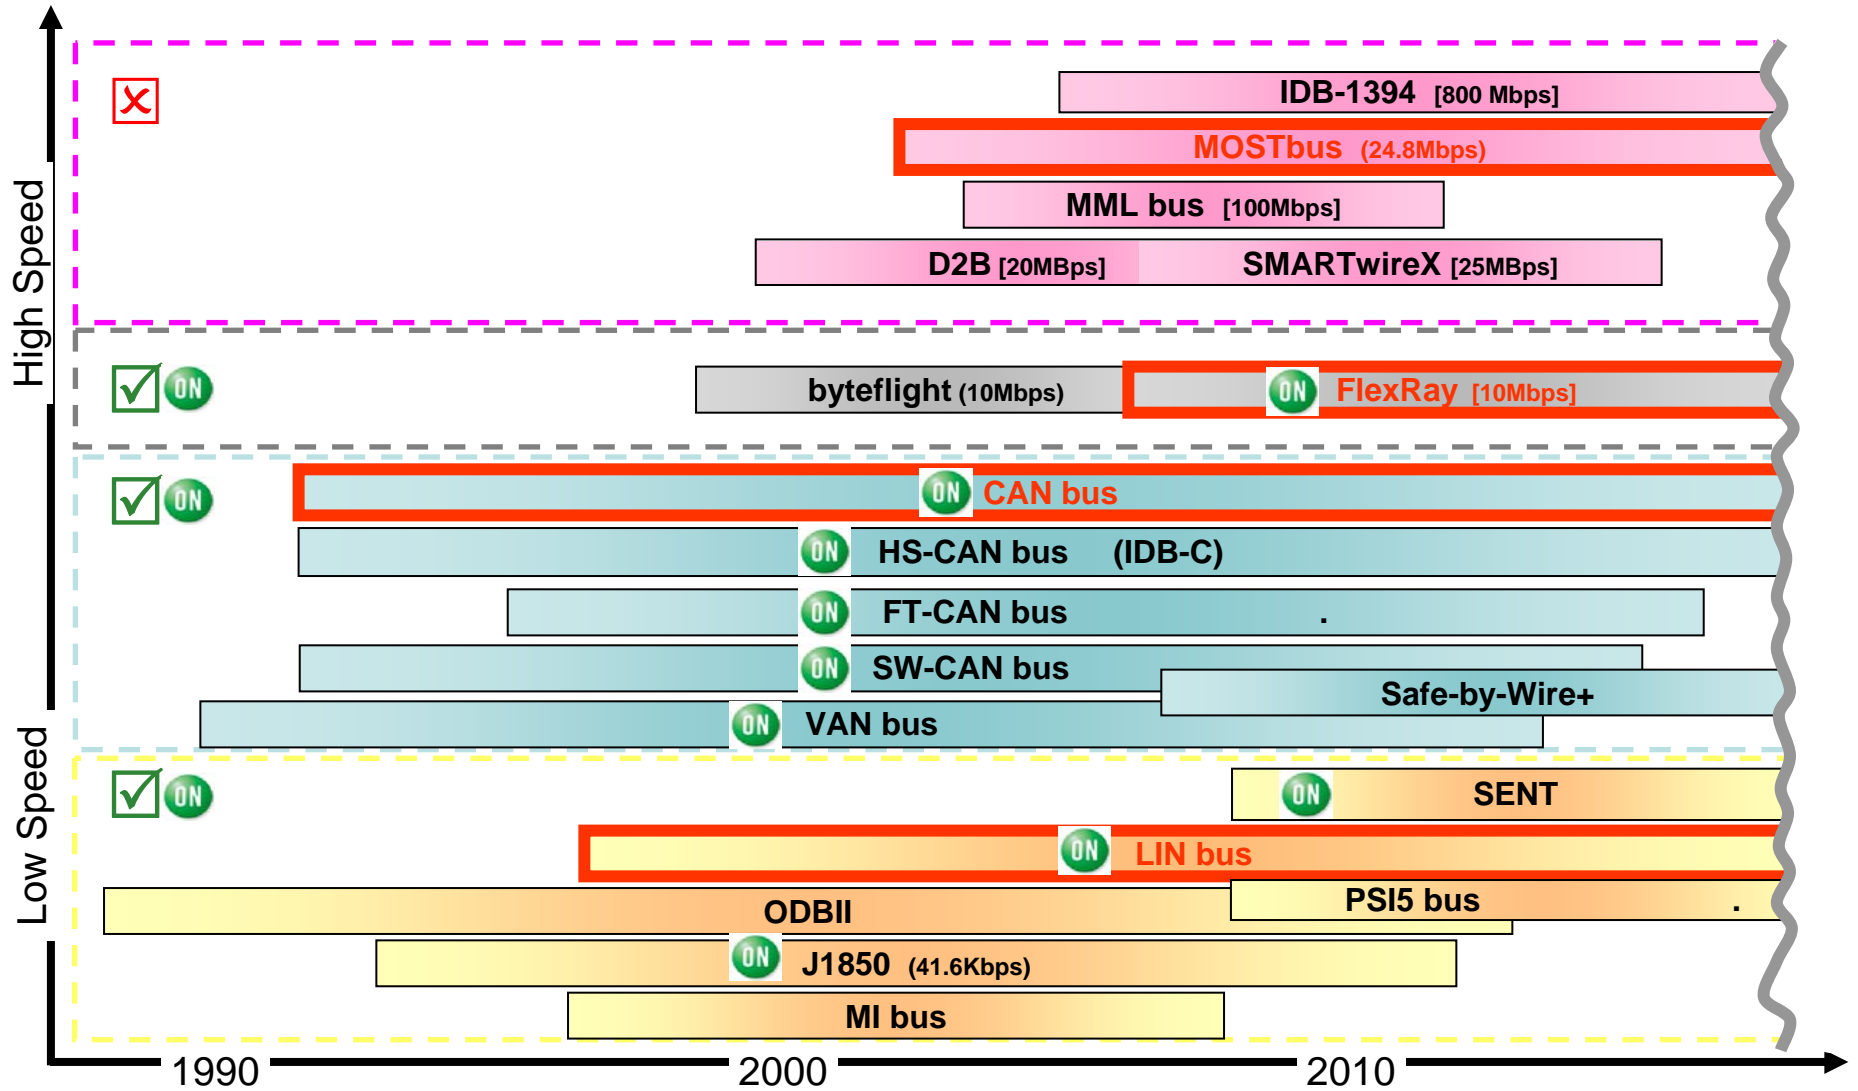 High Speed
Low Speed
IDB-1394 [800 Mbps]
MOSTbus (24.8Mbps)
MML bus [100Mbps]
D2B [20MBps] SMARTwireX [25MBps]
ON
byteflight (10Mbps) ON FlexRay [10Mbps]
ON
ON CAN bus
ON HS-CAN bus (IDB-C)
ON FT-CAN bus .
ON SW-CAN bus
Safe-by-Wire+
ON VAN bus
ON
ON SENT
ON LIN bus
PSI5 bus .
ODBII
ON J1850 (41.6Kbps)
MI bus
1990 2000 2010